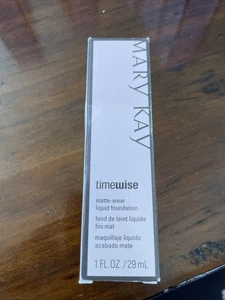 MARY KAY
timewise
matte-wear
liquid foundation
fond de teint liquide
fini mat
maquillaje líquido
acabado mate
1 FL.OZ. / 29 mL